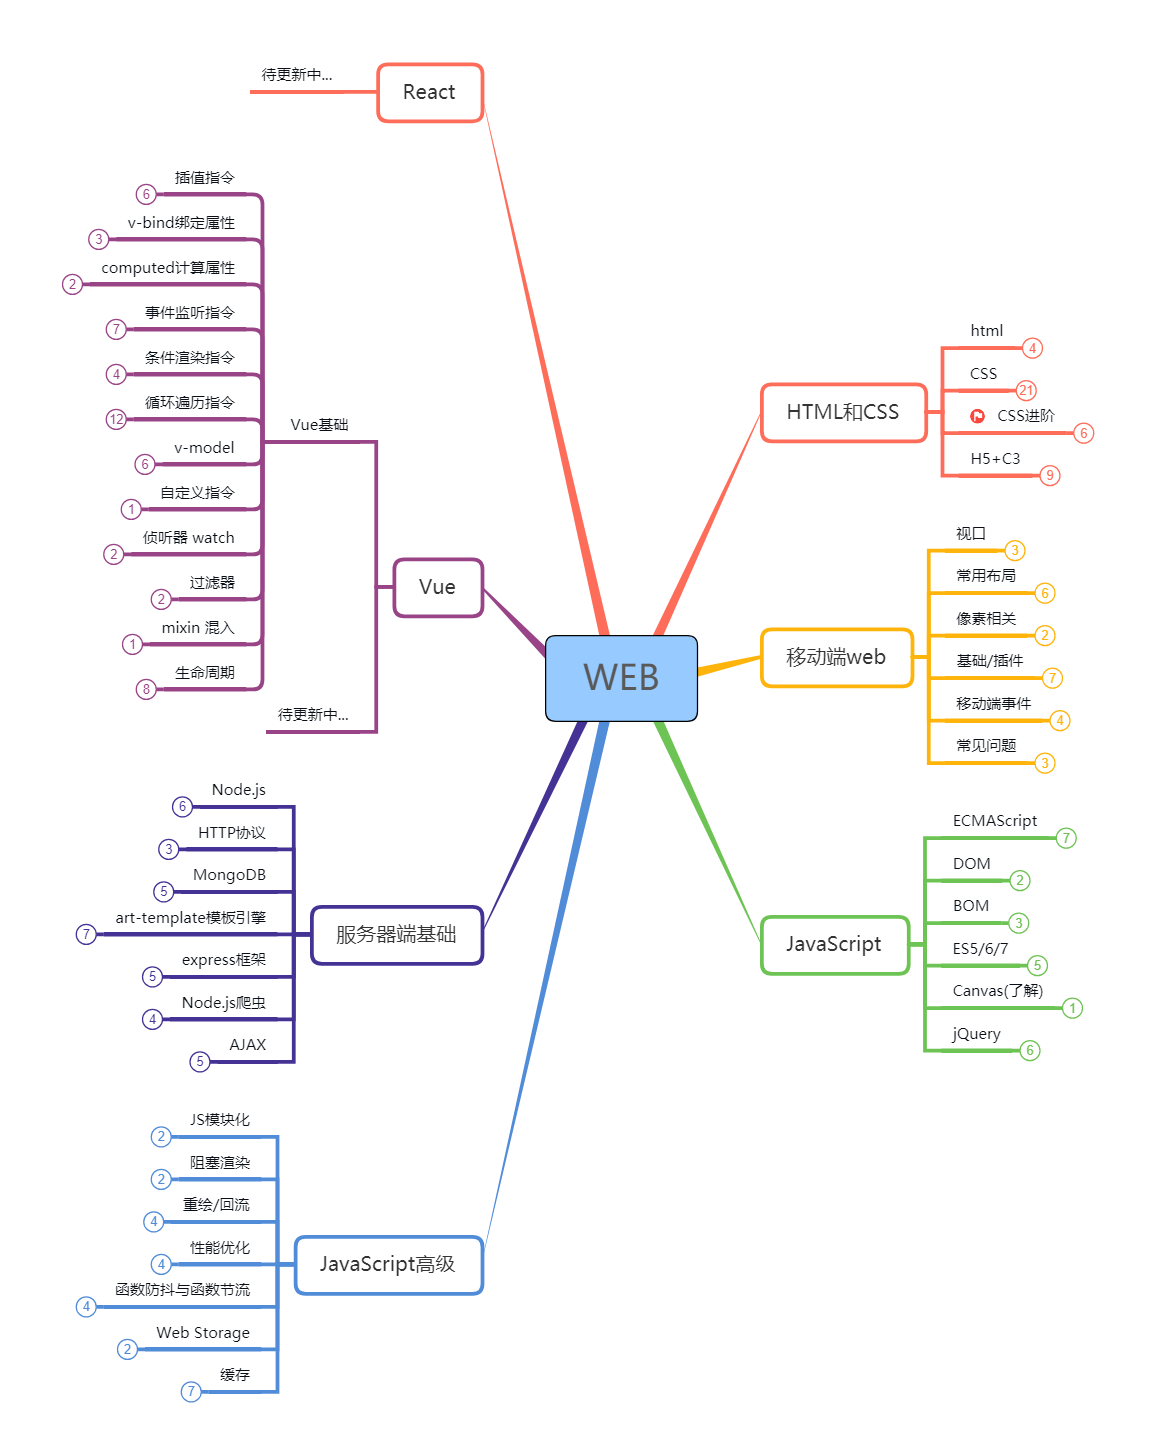 待更新中...
React
插值指令
6
v-bind绑定属性
3
computed计算属性
2
事件监听指令
7
条件渲染指令
4
循环遍历指令
12
Vue基础
v-model
6
自定义指令
1
侦听器 watch
2
过滤器
2
mixin 混入
1
生命周期
8
Vue
待更新中...
WEB
html
4
CSS
21
HTML和CSS
CSS进阶
6
H5+C3
9
视口
3
常用布局
6
像素相关
2
移动端web
基础/插件
7
移动端事件
4
常见问题
3
Node.js
6
HTTP协议
3
MongoDB
5
art-template模板引擎
7
服务器端基础
express框架
5
Node.js爬虫
4
AJAX
5
ECMAScript
7
DOM
2
BOM
3
JavaScript
ES5/6/7
5
Canvas(了解)
1
jQuery
6
JS模块化
2
阻塞渲染
2
重绘/回流
4
性能优化
4
JavaScript高级
函数防抖与函数节流
4
Web Storage
2
缓存
7